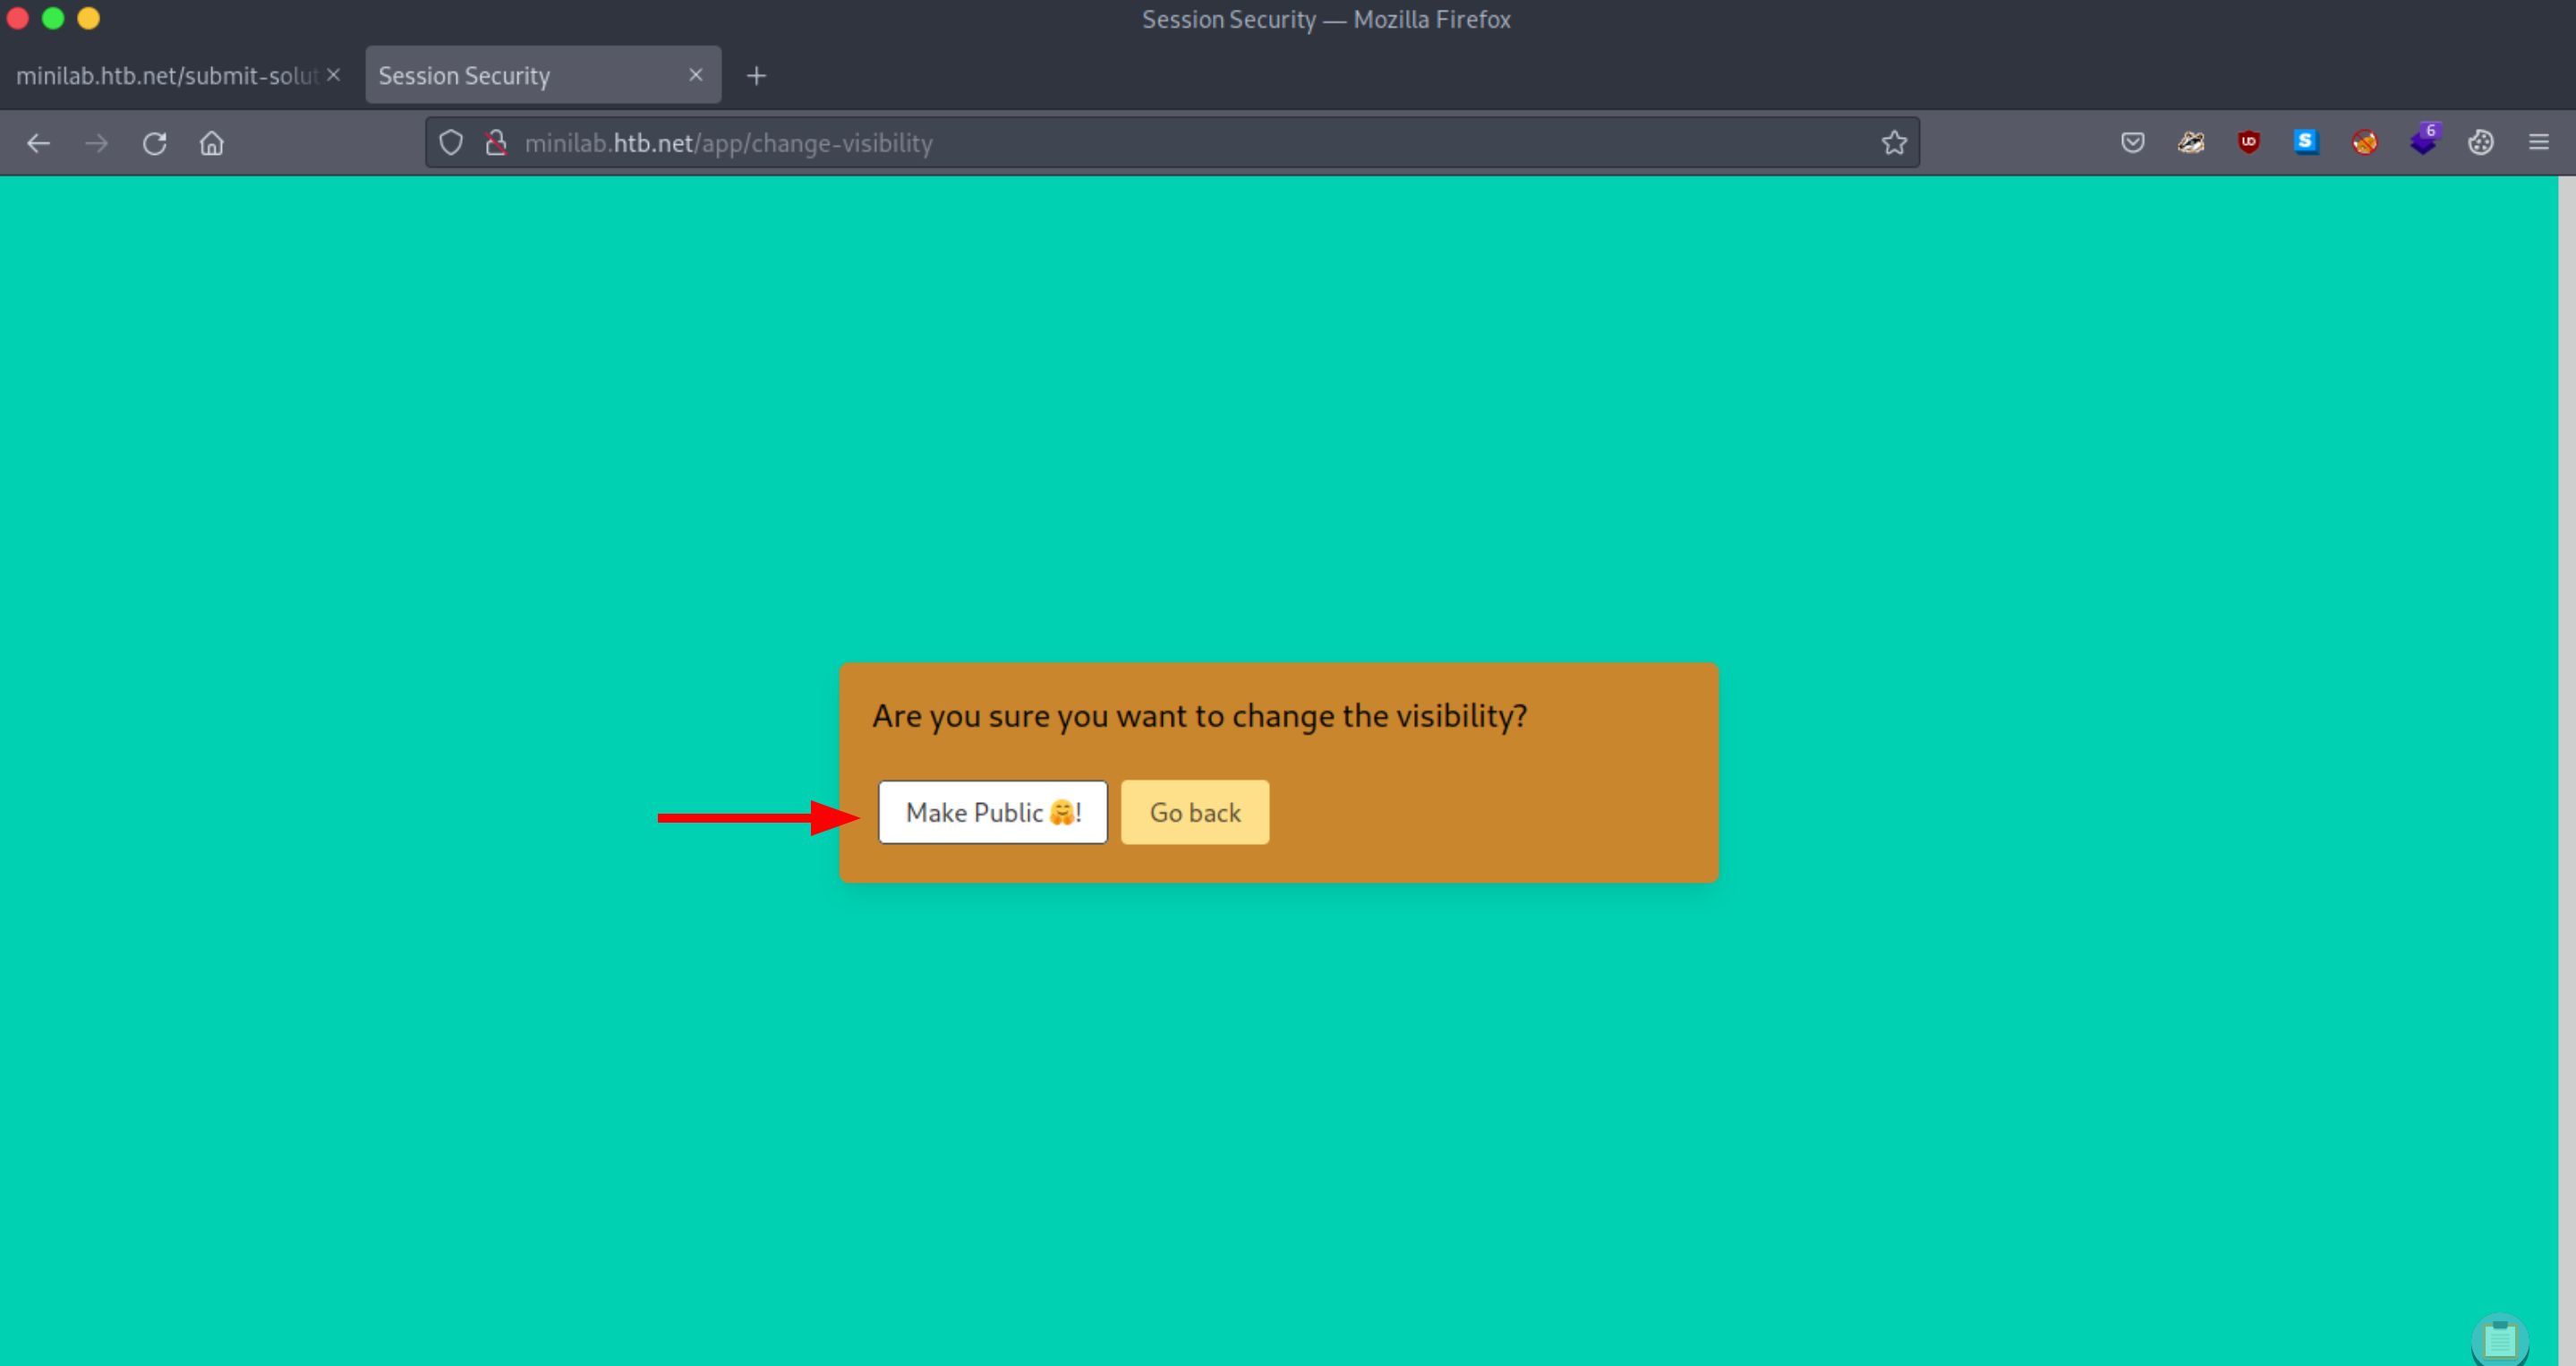 Session Security — Mozilla Firefox
minilab.htb.net/submit-solut
Session Security
minilab.htb.net/app/change-visibility
S
6
Are you sure you want to change the visibility?
Make Public 🤗!
Go back